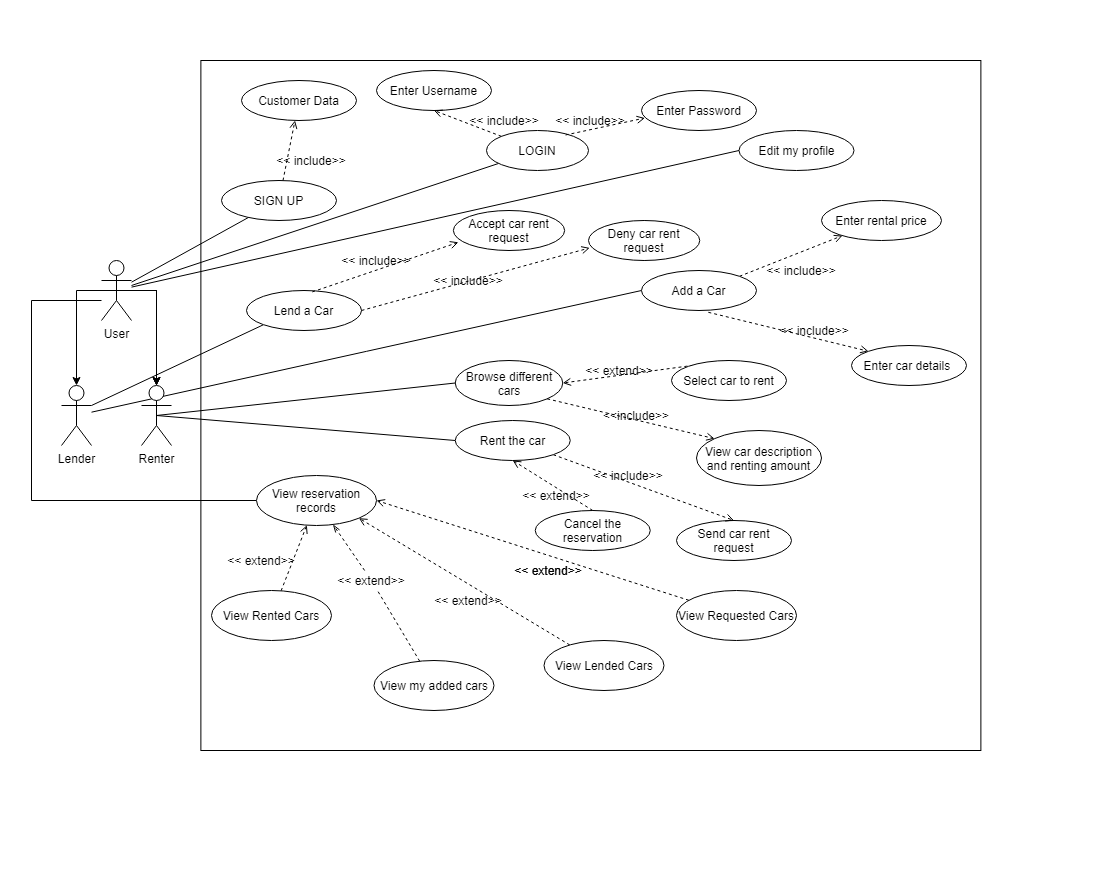 Customer Data
Enter Username
Enter Password
<< include>>
<< include>>
LOGIN
Edit my profile
<< include>>
SIGN UP
Accept car rent
request
Deny car rent
request
Enter rental price
<< include>>
<< include>>
<< include>>
Lend a Car
Add a Car
User
<< include>>
Enter car details
Browse different
cars
<< extend>>
Select car to rent
<<include>>
Lender
Renter
Rent the car
View car description
and renting amount
<< include>>
View reservation
records
<< extend>>
Cancel the
reservation
Send car rent
request
<< extend>>
<< extend>>
<< extend>>
<< extend>>
View Rented Cars
View Requested Cars
View Lended Cars
View my added cars